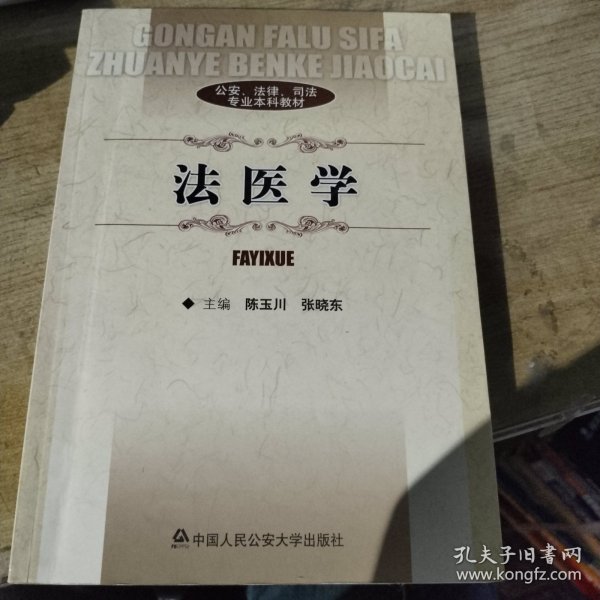 GONGAN FALU SIFA
ZHUANYE BENKE JIAOCAI
公安、法律、司法
专业本科教材
法医学
FAYIXUE
◆ 主编 陈玉川 张晓东
中国人民公安大学出版社
孔夫子旧书网
www.kongfz.com